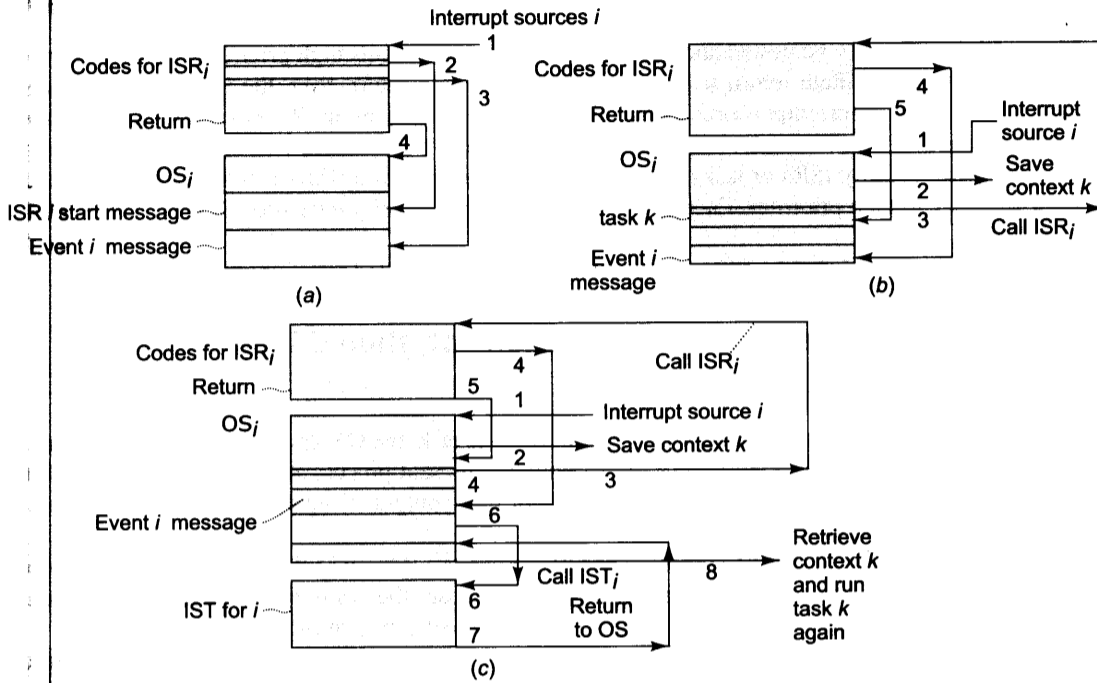 Interrupt sources i
1
Codes for ISRi
2
3
Return
4
OSi
ISR i start message
Event i message
(a)
Codes for ISRi
4
Return
5
Interrupt
source i
1
OSi
Save
context k
2
task k
3
Call ISRi
Event i
message
(b)
Codes for ISRi
4
Call ISRi
Return
5
1
Interrupt source i
OSi
Save context k
2
3
4
Event i message
6
8
Retrieve
context k
and run
task k
again
Call ISTi
IST for i
6
Return
to OS
7
(c)